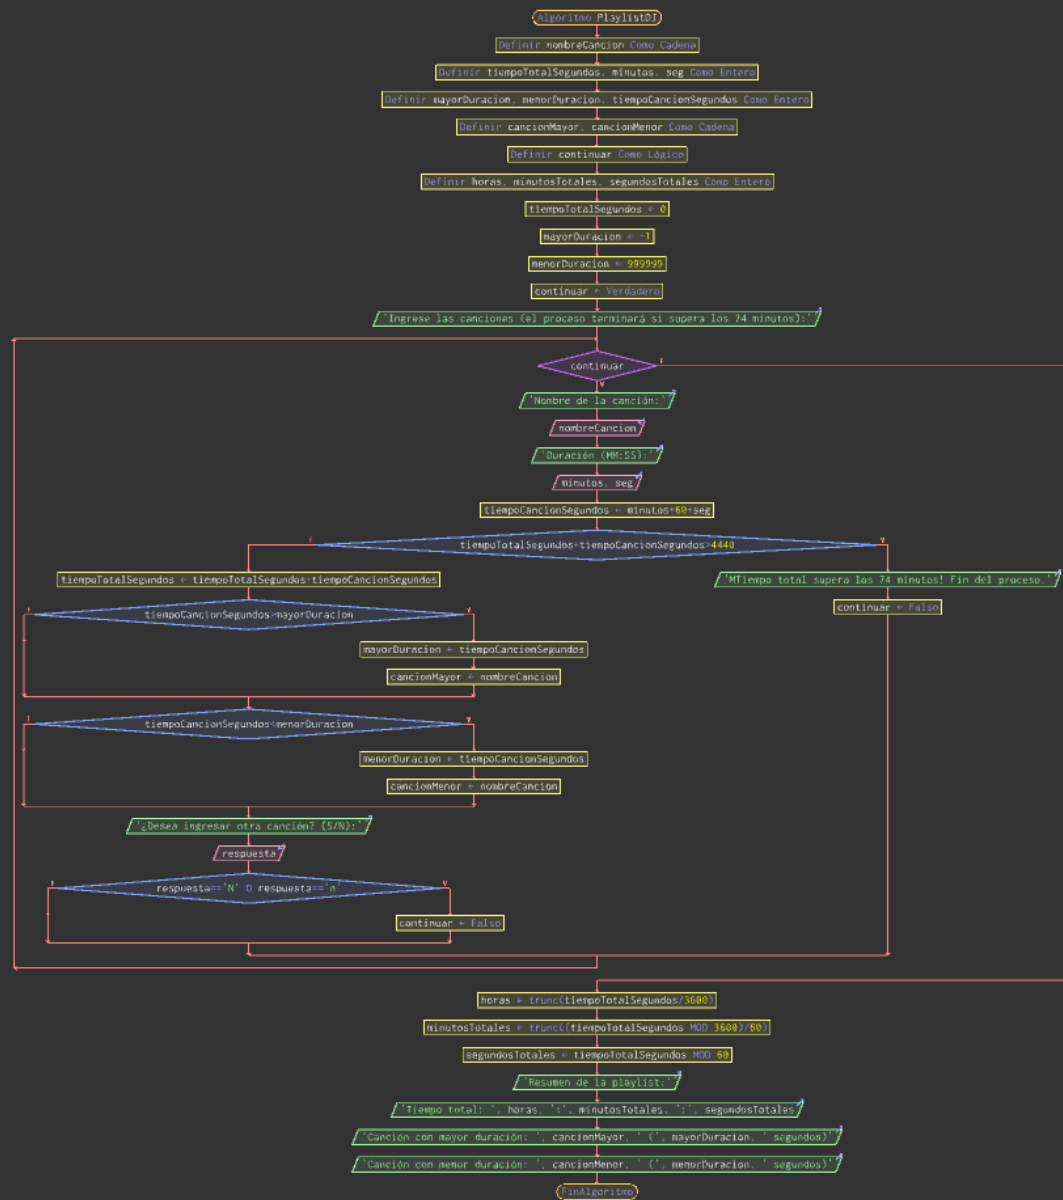 Algoritmo PlaylistDJ
Definir nombreCancion Como Cadena
Definir tiempoTotalSegundos, minutos, seg Como Entero
Definir mayorDuracion, menorDuracion, tiempoCancionSegundos Como Entero
Definir cancionMayor, cancionMenor Como Cadena
Definir continuar Como Lógico
Definir horas, minutosTotales, segundosTotales Como Entero
tiempoTotalSegundos ← 0
mayorDuracion ← -1
menorDuracion ← 999999
continuar ← Verdadero
'Ingrese las canciones (el proceso terminará si supera los 74 minutos):'
continuar
F
V
'Nombre de la canción:'
nombreCancion
'Duración (MM:SS):'
minutos, seg
tiempoCancionSegundos ← minutos*60+seg
tiempoTotalSegundos+tiempoCancionSegundos>4440
F
V
tiempoTotalSegundos ← tiempoTotalSegundos+tiempoCancionSegundos
'MTiempo total supera los 74 minutos! Fin del proceso.'
continuar ← Falso
tiempoCancionSegundos>mayorDuracion
F
V
mayorDuracion ← tiempoCancionSegundos
cancionMayor ← nombreCancion
tiempoCancionSegundos<menorDuracion
F
V
menorDuracion ← tiempoCancionSegundos
cancionMenor ← nombreCancion
'¿Desea ingresar otra canción? (S/N):'
respuesta
respuesta=='N' O respuesta=='n'
F
V
continuar ← Falso
horas ← trunc(tiempoTotalSegundos/3600)
minutosTotales ← trunc((tiempoTotalSegundos MOD 3600)/60)
segundosTotales ← tiempoTotalSegundos MOD 60
'Resumen de la playlist:'
'Tiempo total: ', horas, ':', minutosTotales, ':', segundosTotales
'Canción con mayor duración: ', cancionMayor, ' (', mayorDuracion, ' segundos)'
'Canción con menor duración: ', cancionMenor, ' (', menorDuracion, ' segundos)'
FinAlgoritmo